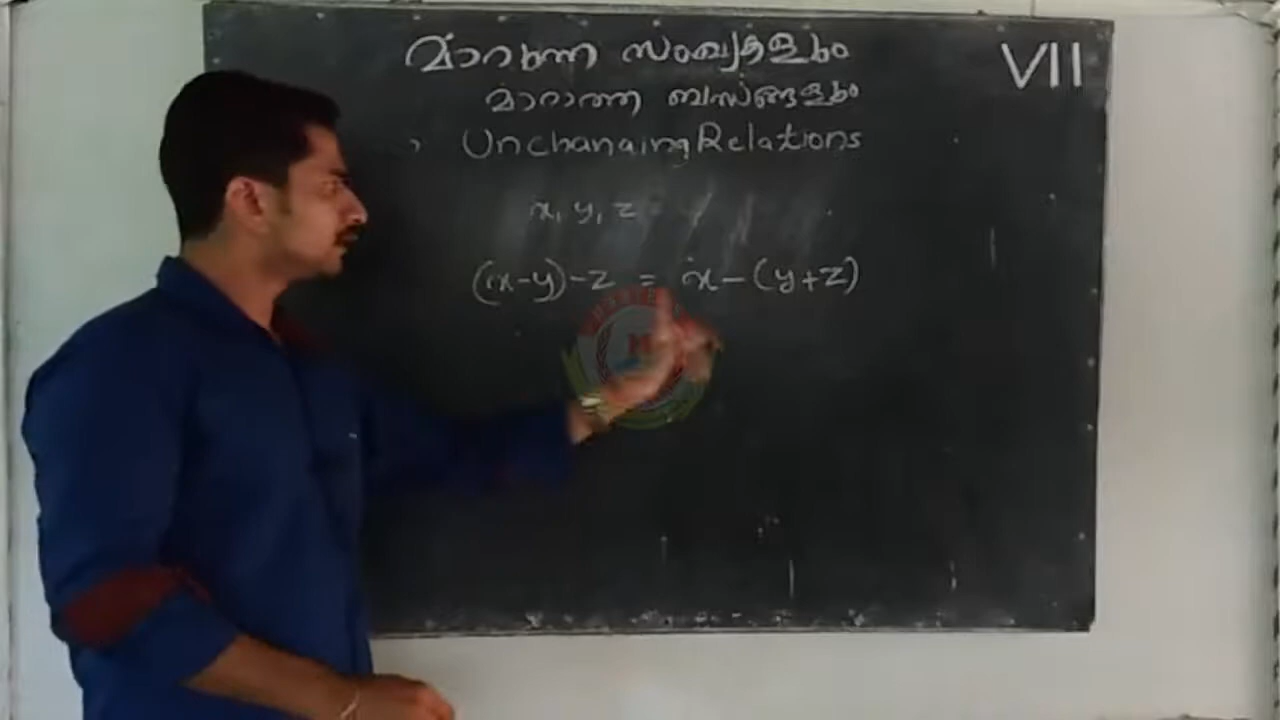 മാറുന്ന സംഖ്യകളും
VII
മാറാത്ത ബന്ധങ്ങളും
Unchanging Relations
x, y, z
(x-y)-z = x-(y+z)